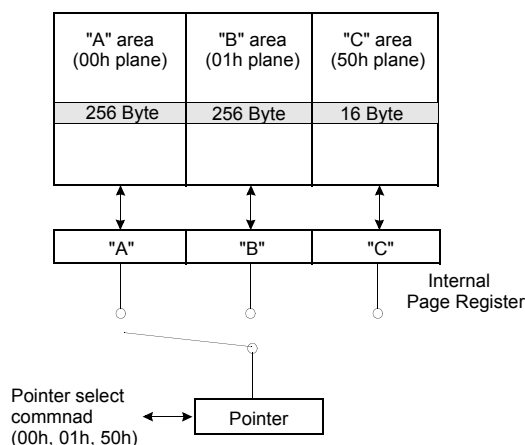 "A" area
(00h plane)
"B" area
(01h plane)
"C" area
(50h plane)
256 Byte
256 Byte
16 Byte
"A"
"B"
"C"
Internal
Page Register
Pointer select
commnad
(00h, 01h, 50h)
Pointer